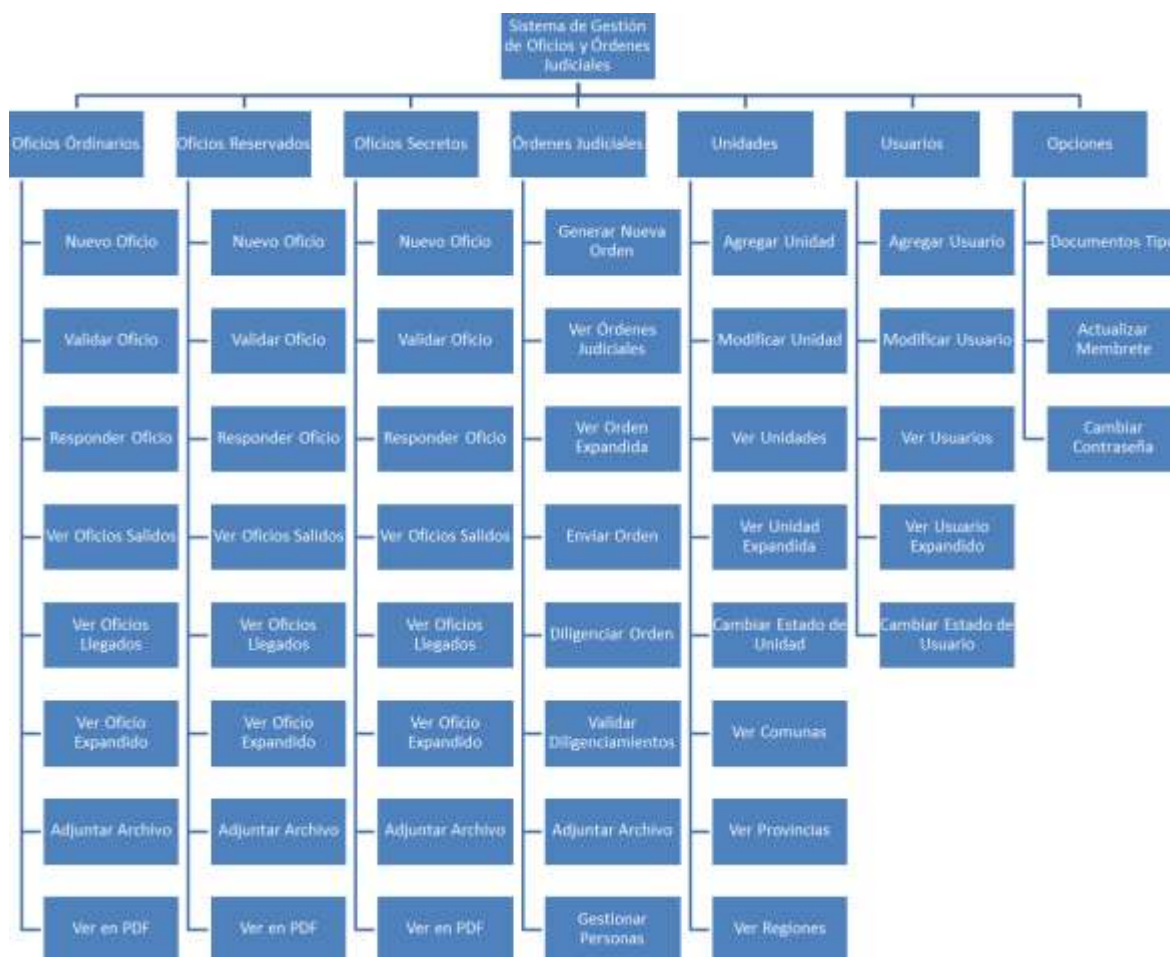 Sistema de Gestión
de Oficios y Órdenes
Judiciales
Oficios Órdinarios
Oficios Reservados
Oficios Secretos
Órdenes Judiciales
Unidades
Usuarios
Opciones
Nuevo Oficio
Nuevo Oficio
Nuevo Oficio
Generar Nueva
Orden
Agregar Unidad
Agregar Usuario
Documentos Tipo
Validar Oficio
Validar Oficio
Validar Oficio
Ver Órdenes
Judiciales
Modificar Unidad
Modificar Usuario
Actualizar
Membrete
Responder Oficio
Responder Oficio
Responder Oficio
Ver Orden
Expandida
Ver Unidades
Ver Usuarios
Cambiar
Contraseña
Ver Oficios Salidos
Ver Oficios Salidos
Ver Oficios Salidos
Enviar Orden
Ver Unidad
Expandida
Ver Usuario
Expandido
Ver Oficios
Llegados
Ver Oficios
Llegados
Ver Oficios
Llegados
Diligenciar Orden
Cambiar Estado de
Unidad
Cambiar Estado de
Usuario
Ver Oficio
Expandido
Ver Oficio
Expandido
Ver Oficio
Expandido
Validar
Diligenciamientos
Ver Comunas
Adjuntar Archivo
Adjuntar Archivo
Adjuntar Archivo
Adjuntar Archivo
Ver Provincias
Ver en PDF
Ver en PDF
Ver en PDF
Gestionar
Personas
Ver Regiones